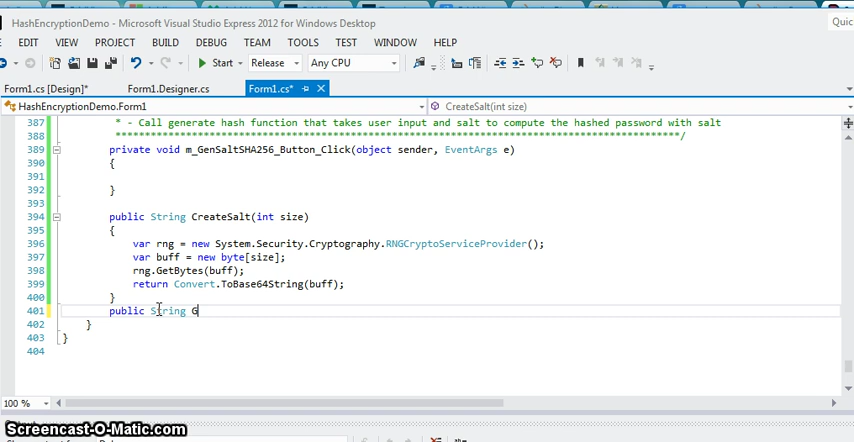 HashEncryptionDemo - Microsoft Visual Studio Express 2012 for Windows Desktop
Quic
EDIT VIEW PROJECT BUILD DEBUG TEAM TOOLS TEST WINDOW HELP
Start Release Any CPU
Form1.cs [Design]* Form1.Designer.cs Form1.cs*
HashEncryptionDemo.Form1 CreateSalt(int size)
387 * - Call generate hash function that takes user input and salt to compute the hashed password with salt
388 ************************************************************************************************/
389 private void m_GenSaltSHA256_Button_Click(object sender, EventArgs e)
390 {
391
392 }
393
394 public String CreateSalt(int size)
395 {
396 var rng = new System.Security.Cryptography.RNGCryptoServiceProvider();
397 var buff = new byte[size];
398 rng.GetBytes(buff);
399 return Convert.ToBase64String(buff);
400 }
401 public String G
402 }
403 }
404
100 %
Screencast-O-Matic.com